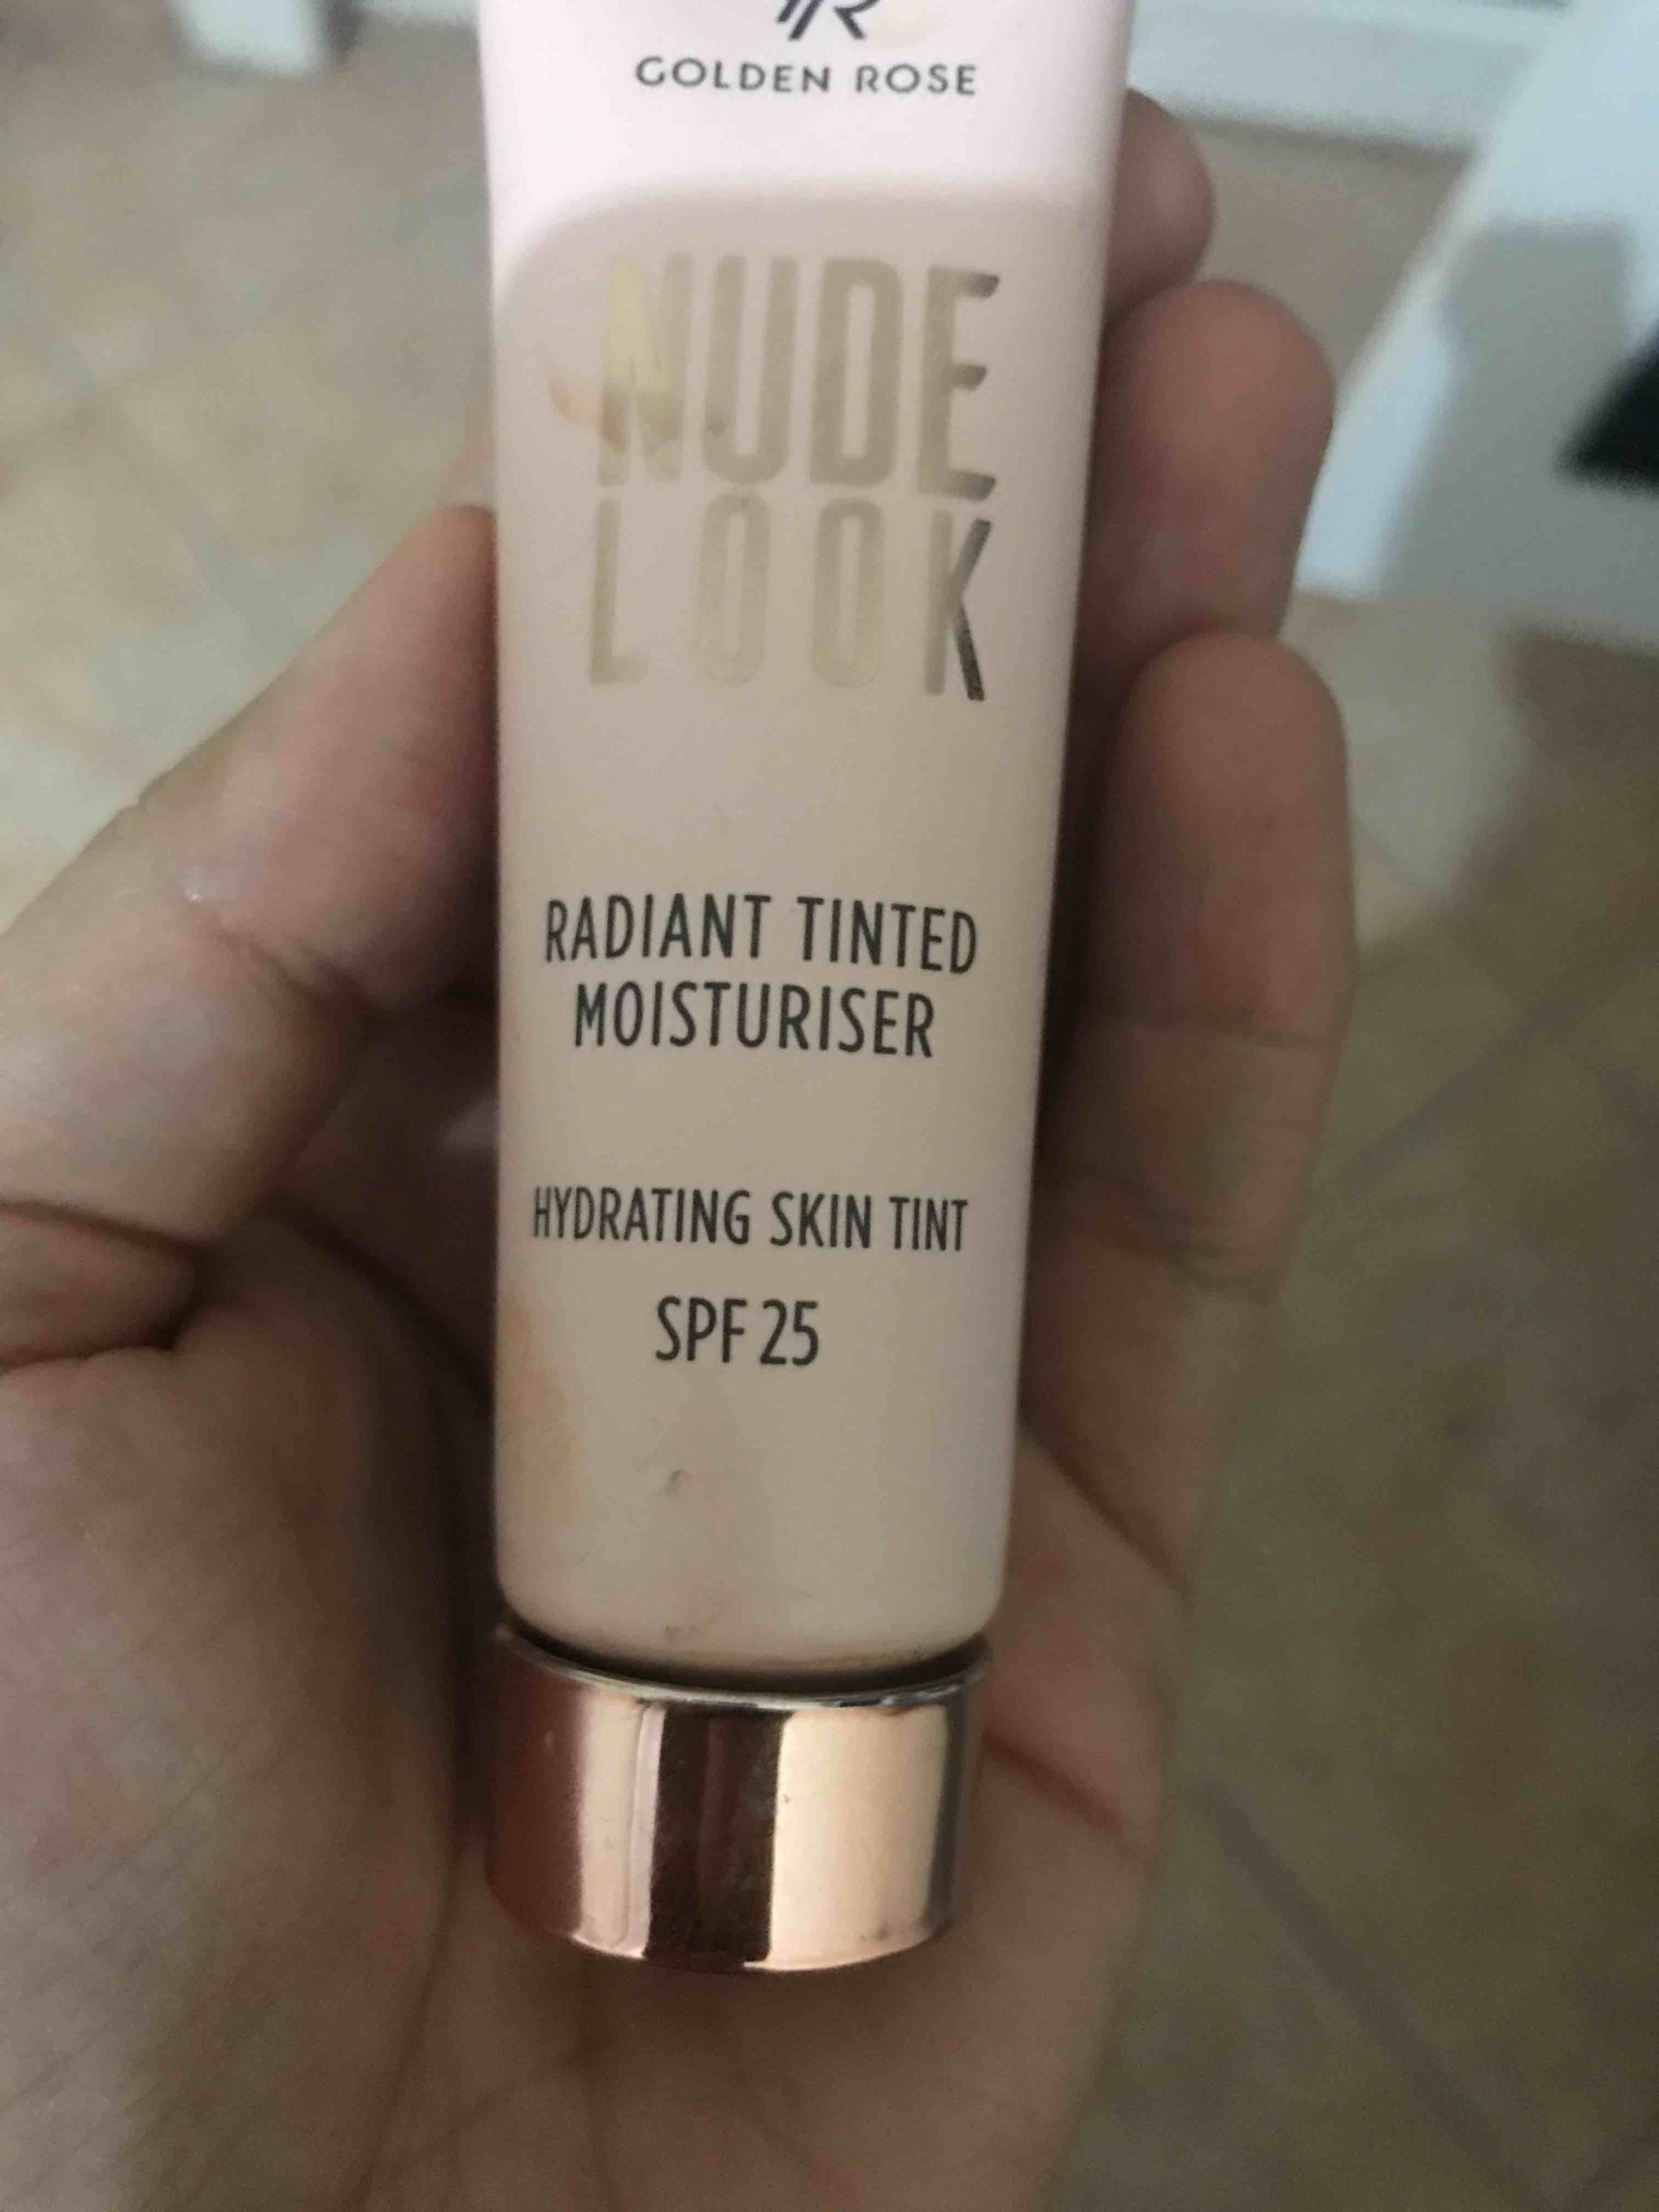 GOLDEN ROSE
NUDE
LOOK
RADIANT TINTED
MOISTURISER
HYDRATING SKIN TINT
SPF 25